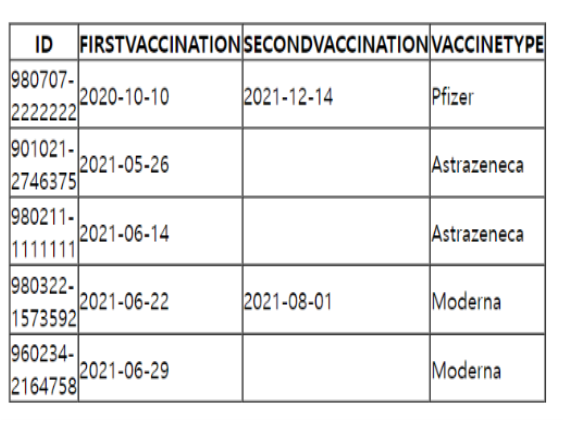 ID FIRSTVACCINATION SECONDVACCINATION VACCINETYPE
980707-
2222222 2020-10-10 2021-12-14 Pfizer
901021-
2746375 2021-05-26 Astrazeneca
980211-
1111111 2021-06-14 Astrazeneca
980322-
1573592 2021-06-22 2021-08-01 Moderna
960234-
2164758 2021-06-29 Moderna